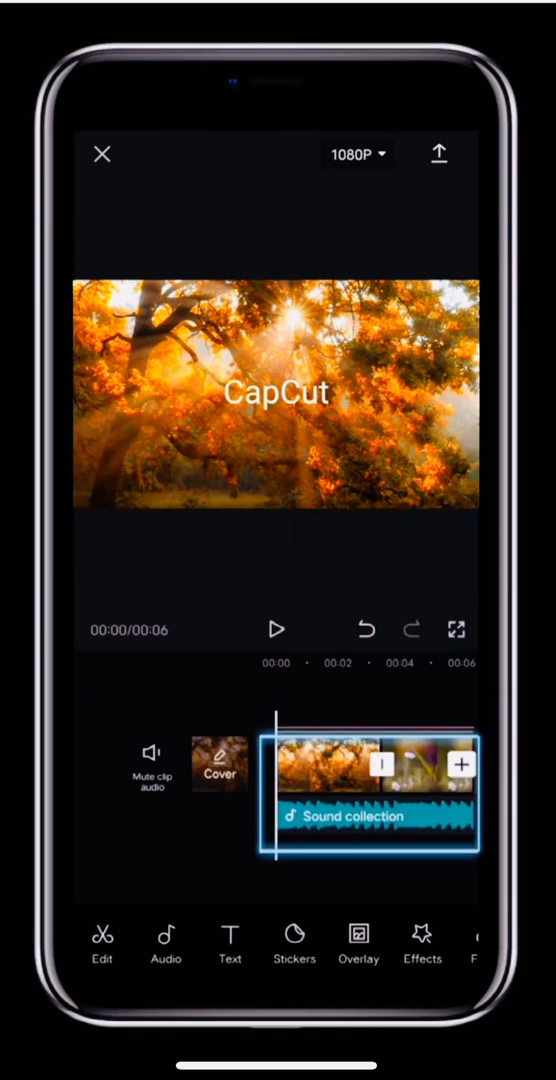 1080P
CapCut
00:00/00:06
00:00 · 00:02 · 00:04 · 00:06
Mute clip
audio
Cover
Sound collection
Edit
Audio
Text
Stickers
Overlay
Effects
F